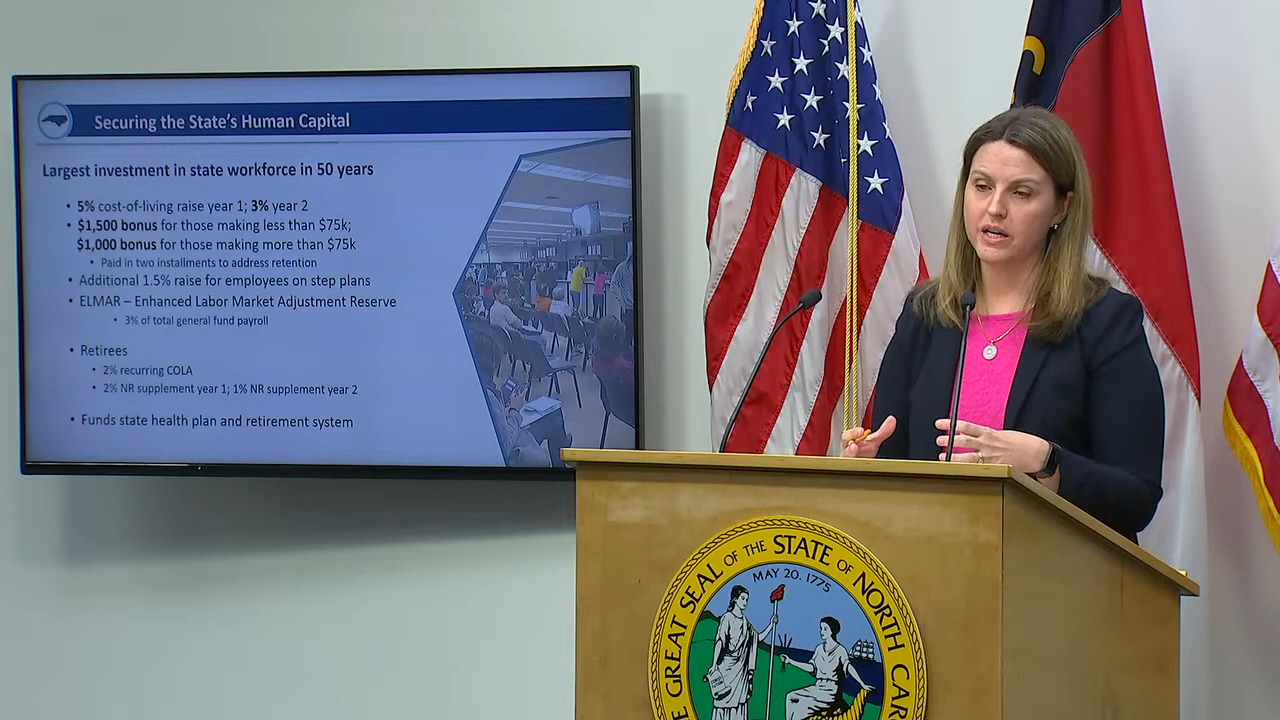 Securing the State's Human Capital
Largest investment in state workforce in 50 years
• 5% cost-of-living raise year 1; 3% year 2
• $1,500 bonus for those making less than $75k;
$1,000 bonus for those making more than $75k
• Paid in two installments to address retention
• Additional 1.5% raise for employees on step plans
• ELMAR – Enhanced Labor Market Adjustment Reserve
• 3% of total general fund payroll
• Retirees
• 2% recurring COLA
• 2% NR supplement year 1; 1% NR supplement year 2
• Funds state health plan and retirement system
E GREAT SEAL OF THE STATE OF NORTH CAR
MAY 20, 1775